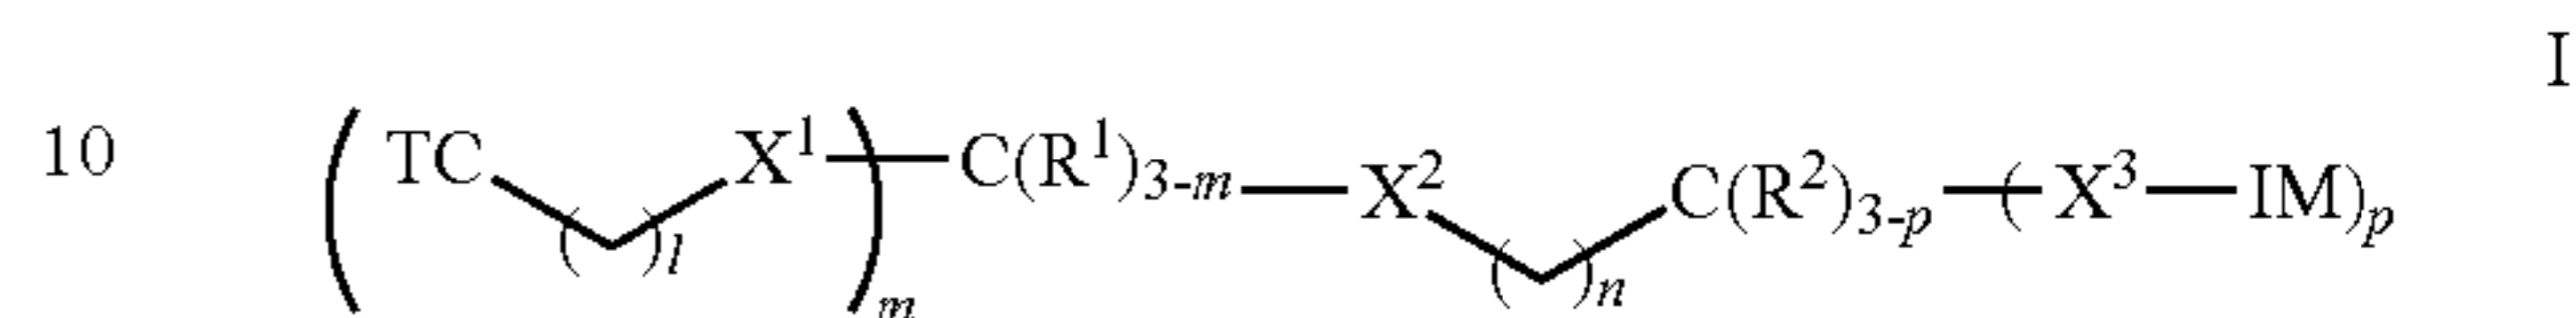 I
10 ( TC ( )l X¹ )m — C(R¹)3-m — X² ( )n C(R²)3-p — ( X³ — IM)p